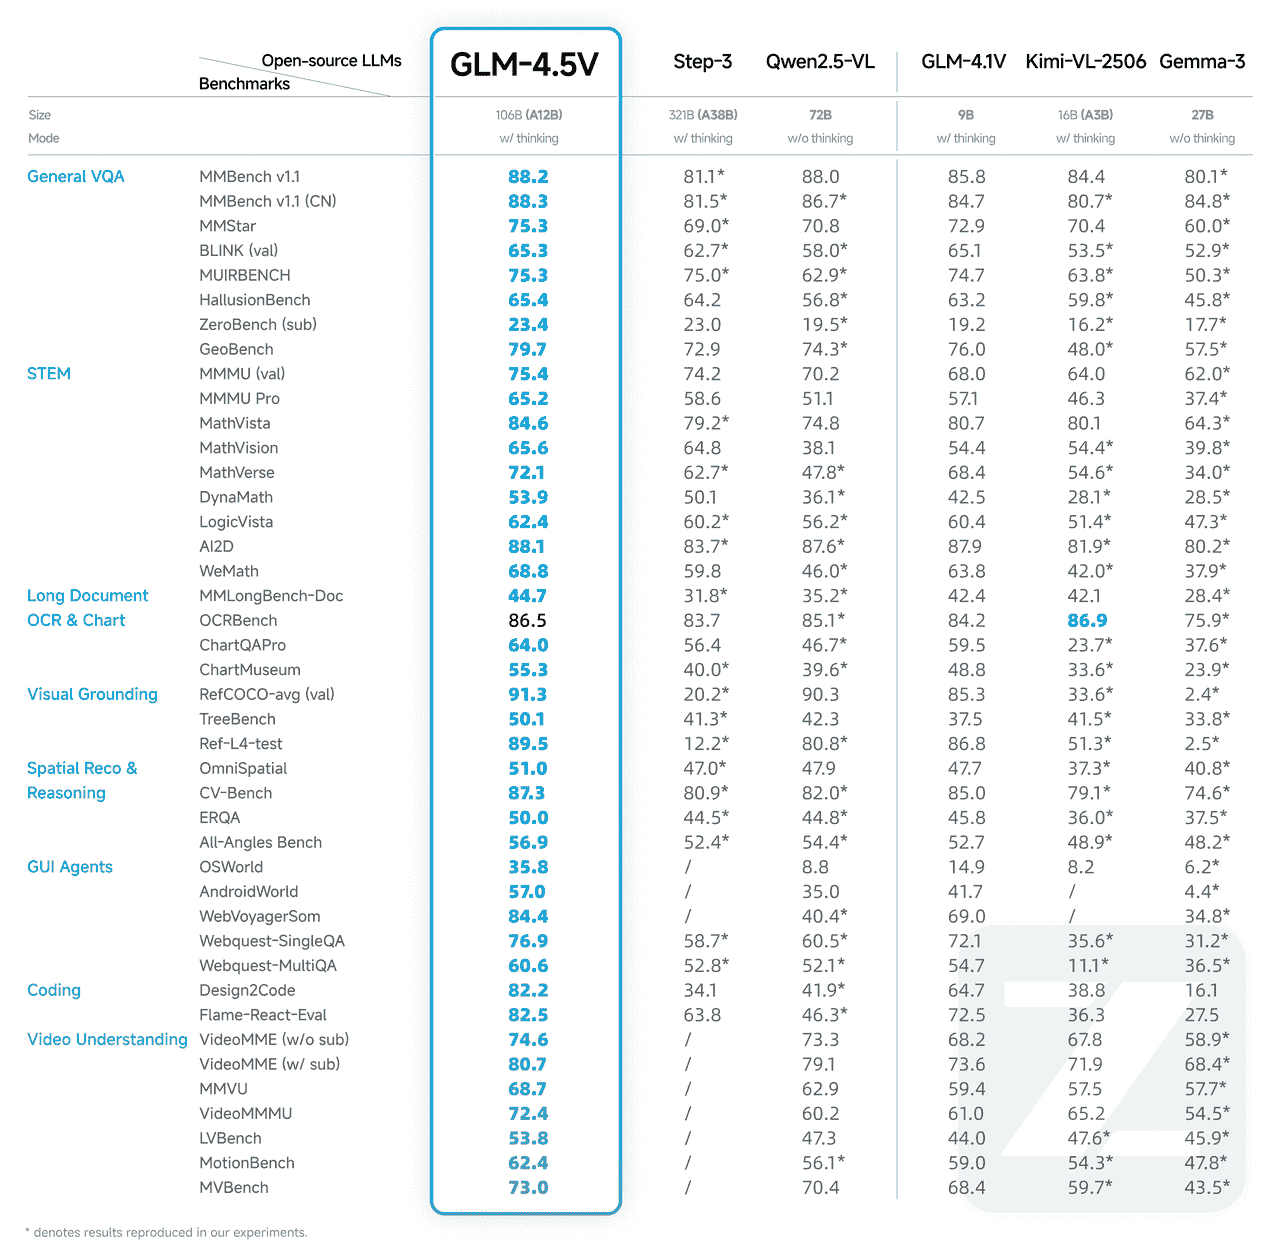 Open-source LLMs GLM-4.5V Step-3 Qwen2.5-VL GLM-4.1V Kimi-VL-2506 Gemma-3
Benchmarks
Size 106B (A12B) 321B (A38B) 72B 9B 16B (A3B) 27B
Mode w/ thinking w/ thinking w/o thinking w/ thinking w/ thinking w/o thinking
General VQA MMBench v1.1 88.2 81.1* 88.0 85.8 84.4 80.1*
MMBench v1.1 (CN) 88.3 81.5* 86.7* 84.7 80.7* 84.8*
MMStar 75.3 69.0* 70.8 72.9 70.4 60.0*
BLINK (val) 65.3 62.7* 58.0* 65.1 53.5* 52.9*
MUIRBENCH 75.3 75.0* 62.9* 74.7 63.8* 50.3*
HallusionBench 65.4 64.2 56.8* 63.2 59.8* 45.8*
ZeroBench (sub) 23.4 23.0 19.5* 19.2 16.2* 17.7*
GeoBench 79.7 72.9 74.3* 76.0 48.0* 57.5*
STEM MMMU (val) 75.4 74.2 70.2 68.0 64.0 62.0*
MMMU Pro 65.2 58.6 51.1 57.1 46.3 37.4*
MathVista 84.6 79.2* 74.8 80.7 80.1 64.3*
MathVision 65.6 64.8 38.1 54.4 54.4* 39.8*
MathVerse 72.1 62.7* 47.8* 68.4 54.6* 34.0*
DynaMath 53.9 50.1 36.1* 42.5 28.1* 28.5*
LogicVista 62.4 60.2* 56.2* 60.4 51.4* 47.3*
AI2D 88.1 83.7* 87.6* 87.9 81.9* 80.2*
WeMath 68.8 59.8 46.0* 63.8 42.0* 37.9*
Long Document MMLongBench-Doc 44.7 31.8* 35.2* 42.4 42.1 28.4*
OCR & Chart OCRBench 86.5 83.7 85.1* 84.2 86.9 75.9*
ChartQAPro 64.0 56.4 46.7* 59.5 23.7* 37.6*
ChartMuseum 55.3 40.0* 39.6* 48.8 33.6* 23.9*
Visual Grounding RefCOCO-avg (val) 91.3 20.2* 90.3 85.3 33.6* 2.4*
TreeBench 50.1 41.3* 42.3 37.5 41.5* 33.8*
Ref-L4-test 89.5 12.2* 80.8* 86.8 51.3* 2.5*
Spatial Reco & OmniSpatial 51.0 47.0* 47.9 47.7 37.3* 40.8*
Reasoning CV-Bench 87.3 80.9* 82.0* 85.0 79.1* 74.6*
ERQA 50.0 44.5* 44.8* 45.8 36.0* 37.5*
All-Angles Bench 56.9 52.4* 54.4* 52.7 48.9* 48.2*
GUI Agents OSWorld 35.8 / 8.8 14.9 8.2 6.2*
AndroidWorld 57.0 / 35.0 41.7 / 4.4*
WebVoyagerSom 84.4 / 40.4* 69.0 / 34.8*
Webquest-SingleQA 76.9 58.7* 60.5* 72.1 35.6* 31.2*
Webquest-MultiQA 60.6 52.8* 52.1* 54.7 11.1* 36.5*
Coding Design2Code 82.2 34.1 41.9* 64.7 38.8 16.1
Flame-React-Eval 82.5 63.8 46.3* 72.5 36.3 27.5
Video Understanding VideoMME (w/o sub) 74.6 / 73.3 68.2 67.8 58.9*
VideoMME (w/ sub) 80.7 / 79.1 73.6 71.9 68.4*
MMVU 68.7 / 62.9 59.4 57.5 57.7*
VideoMMMU 72.4 / 60.2 61.0 65.2 54.5*
LVBench 53.8 / 47.3 44.0 47.6* 45.9*
MotionBench 62.4 / 56.1* 59.0 54.3* 47.8*
MVBench 73.0 / 70.4 68.4 59.7* 43.5*
* denotes results reproduced in our experiments.